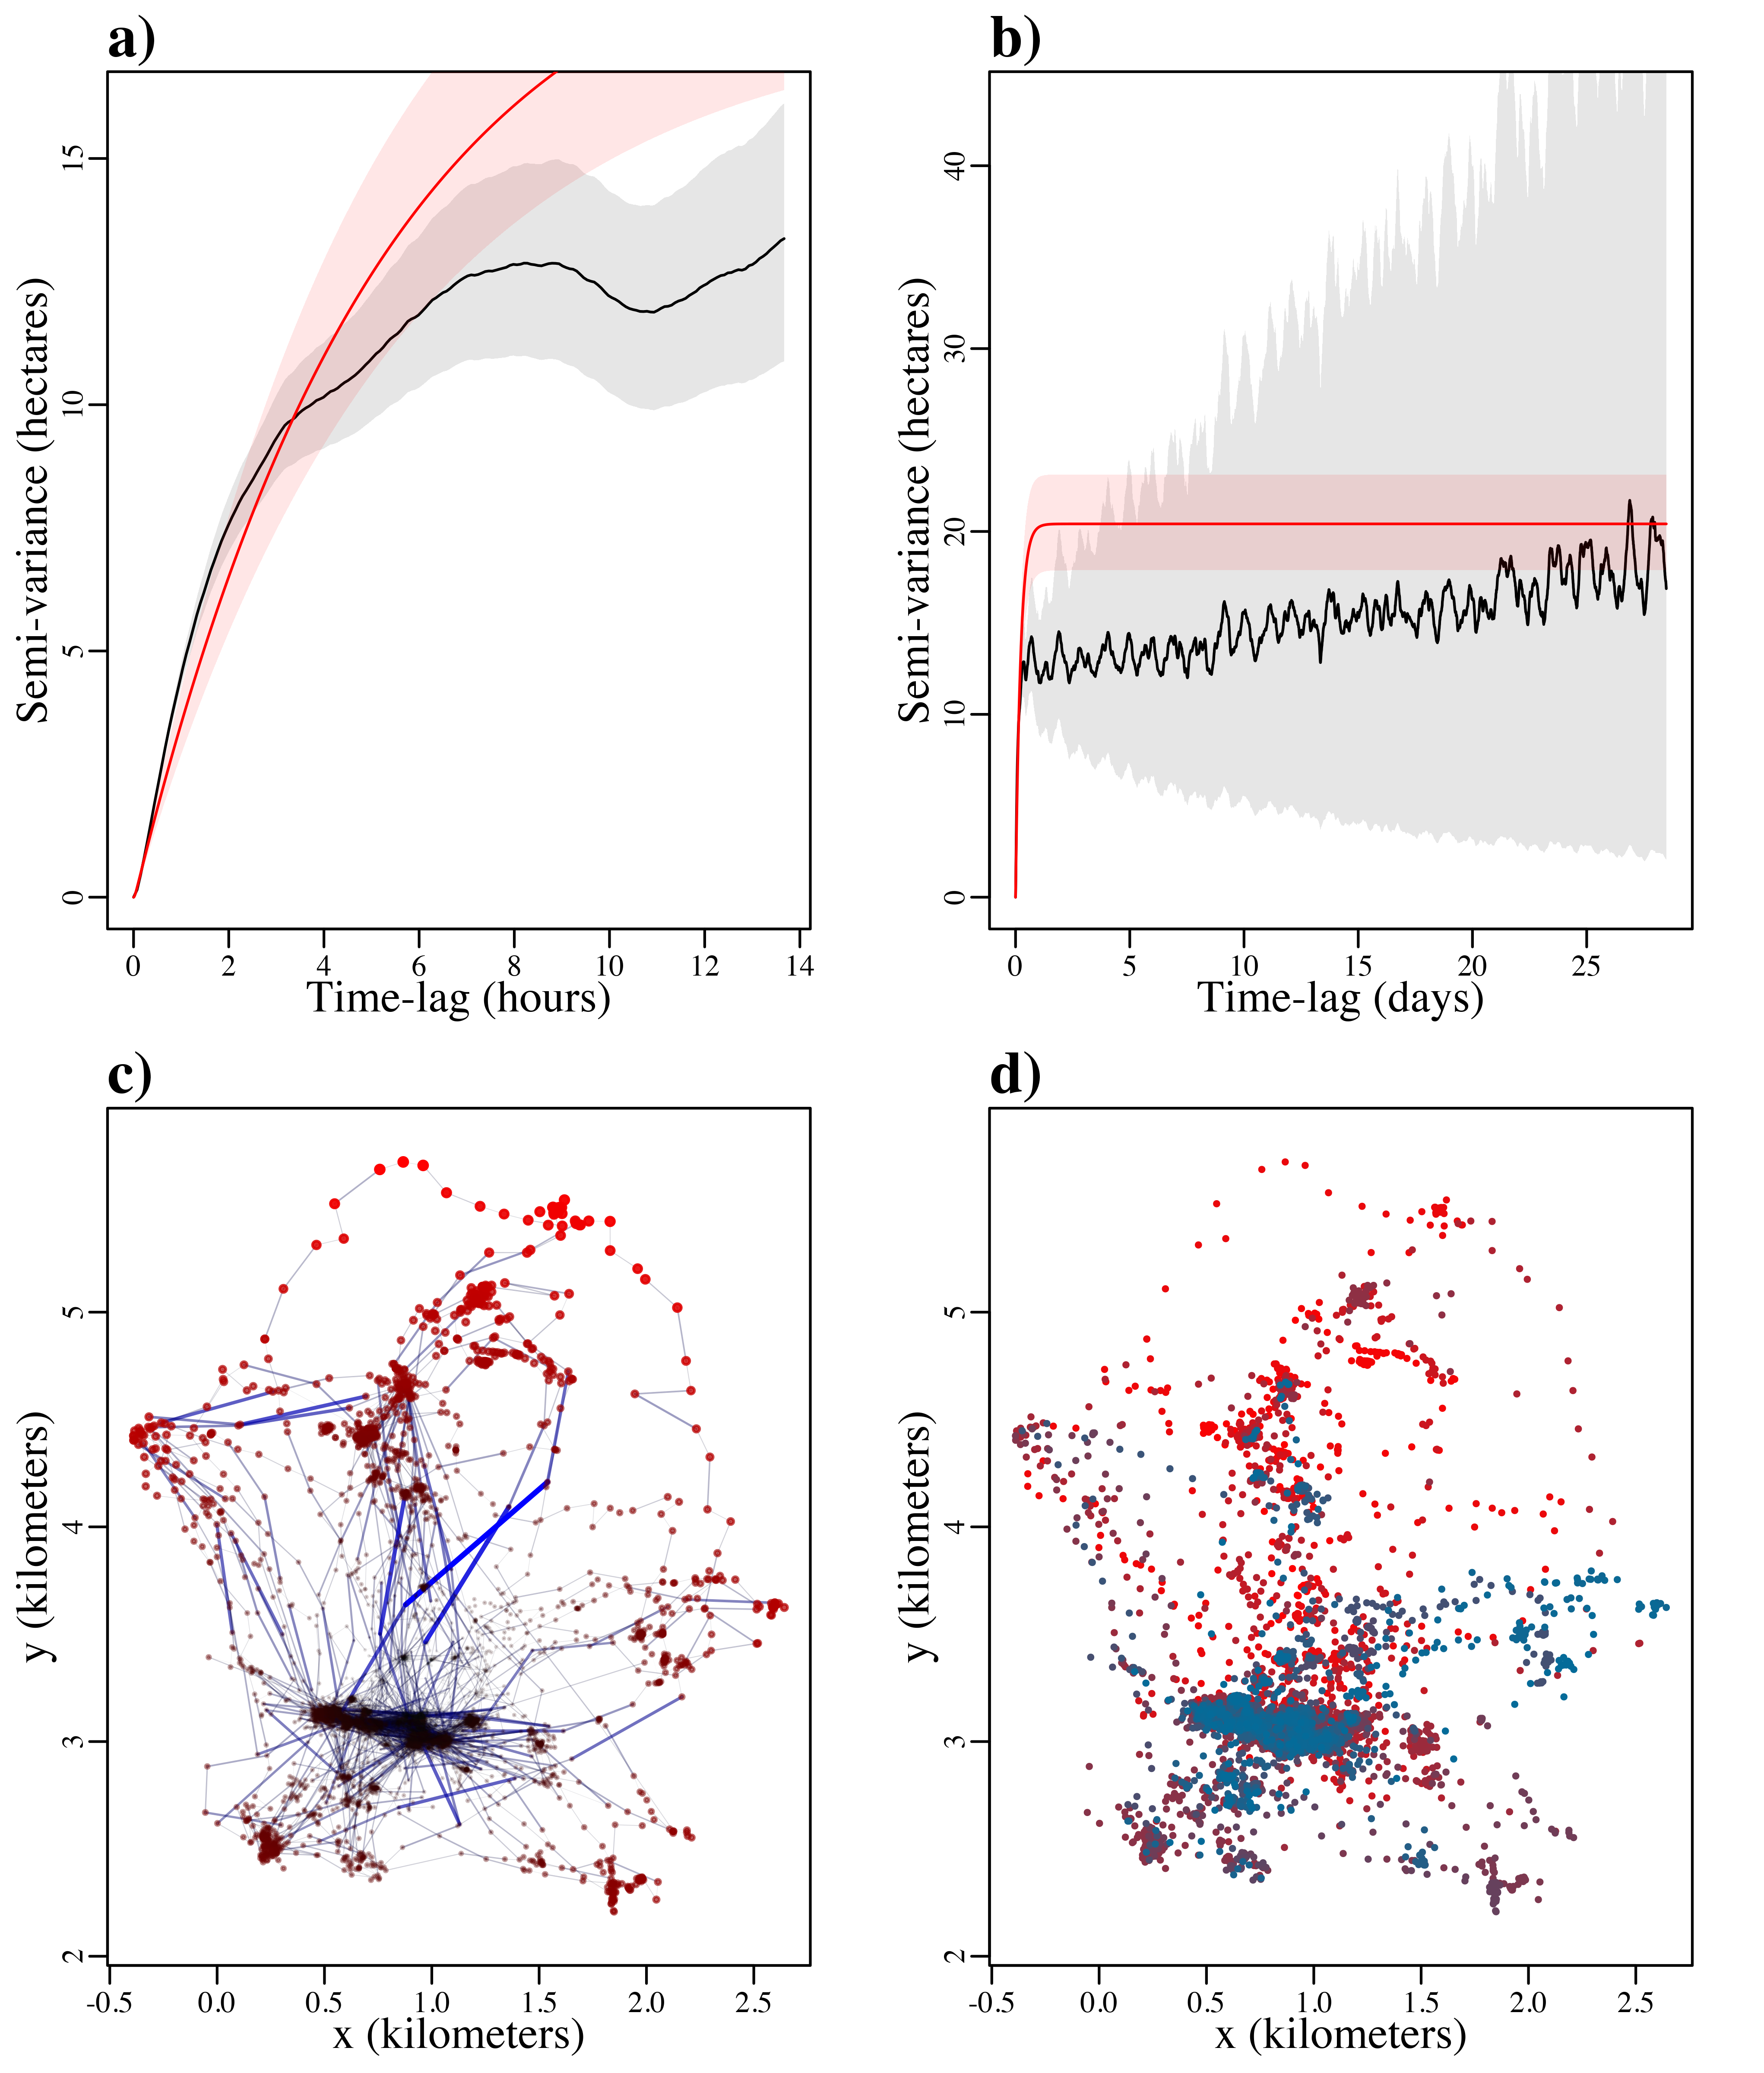 a)
Semi-variance (hectares)
15
10
5
0
0 2 4 6 8 10 12 14
Time-lag (hours)
b)
Semi-variance (hectares)
40
30
20
10
0
0 5 10 15 20 25
Time-lag (days)
c)
y (kilometers)
5
4
3
2
-0.5 0.0 0.5 1.0 1.5 2.0 2.5
x (kilometers)
d)
y (kilometers)
5
4
3
2
-0.5 0.0 0.5 1.0 1.5 2.0 2.5
x (kilometers)